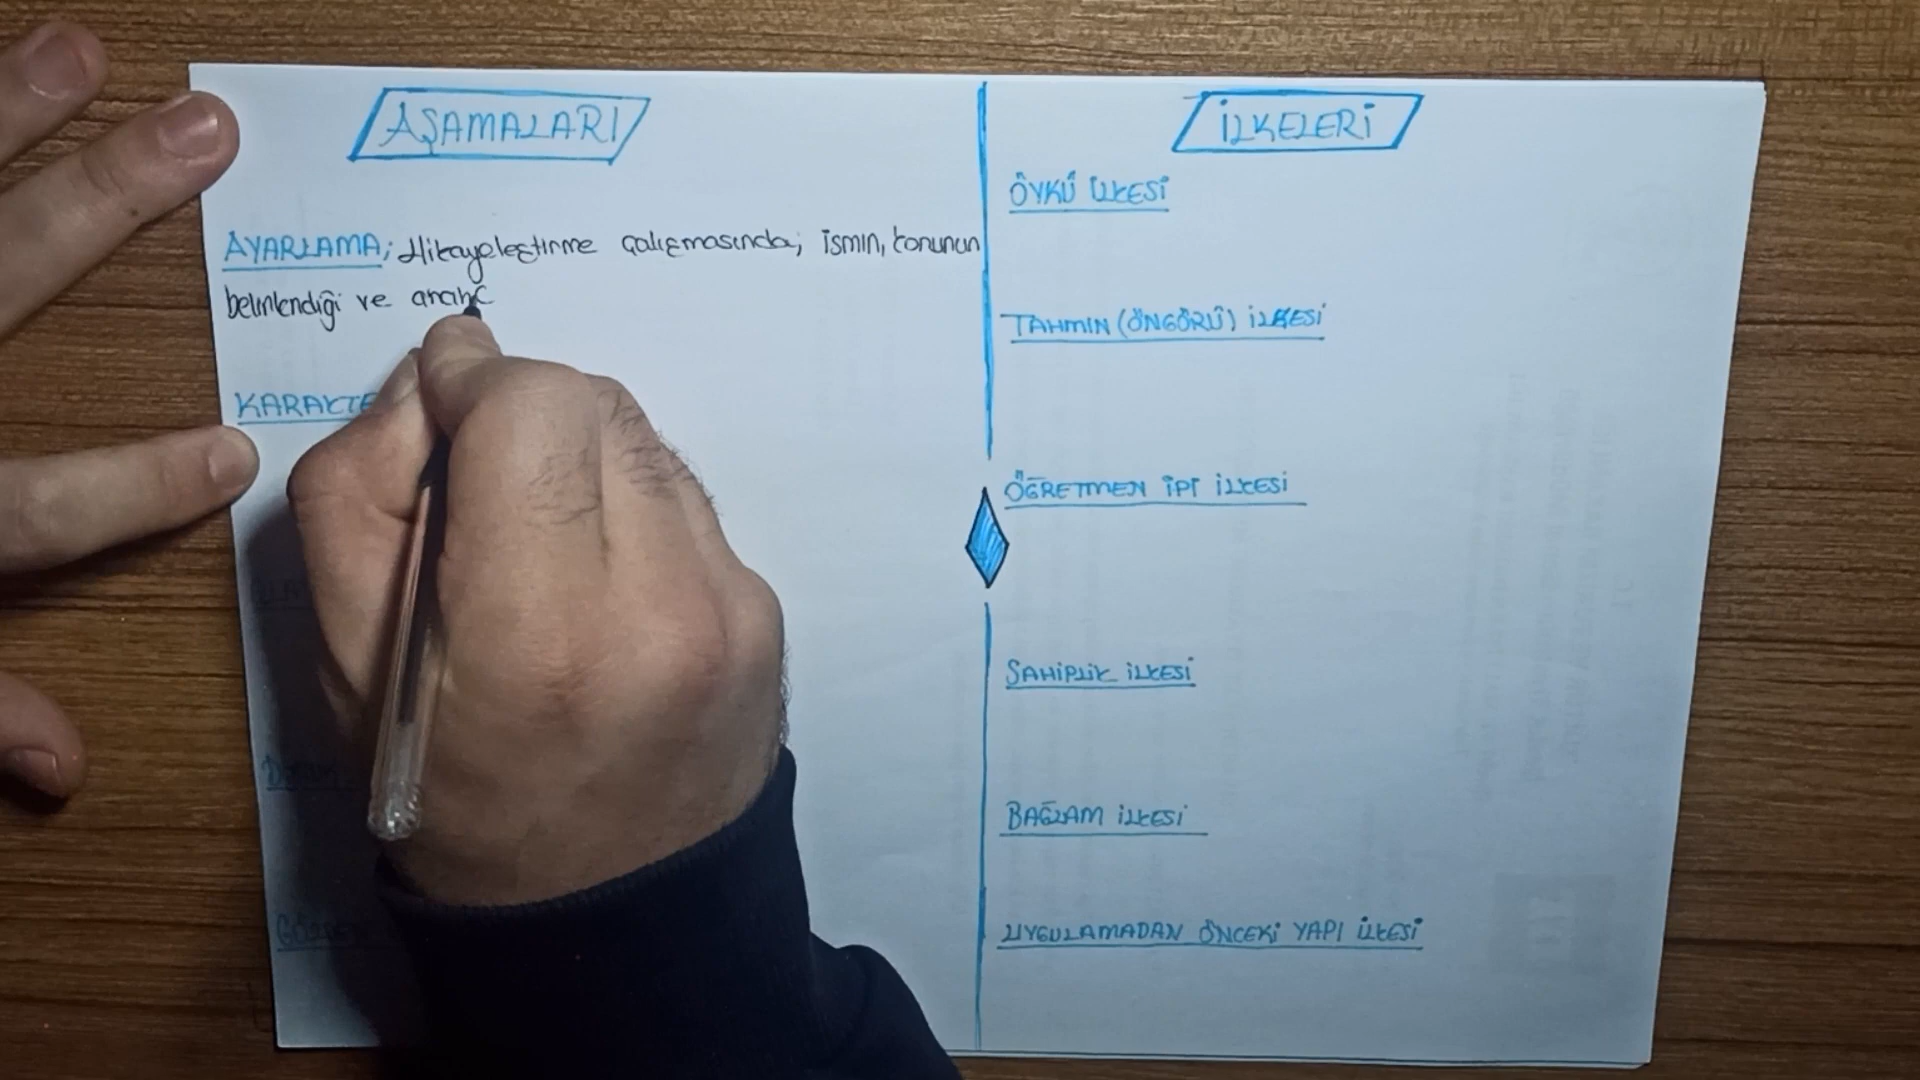 AŞAMALARI
AYARLAMA; Hikayeleştirme çalışmasında; ismin, konunun
belirlendiği ve
İLKELERİ
ÖYKÜ İLKESİ
TAHMİN (ÖNGÖRÜ) İLKESİ
ÖĞRETMEN İPİ İLKESİ
SAHİPLİK İLKESİ
BAĞLAM İLKESİ
UYGULAMADAN ÖNCEKİ YAPI İLKESİ